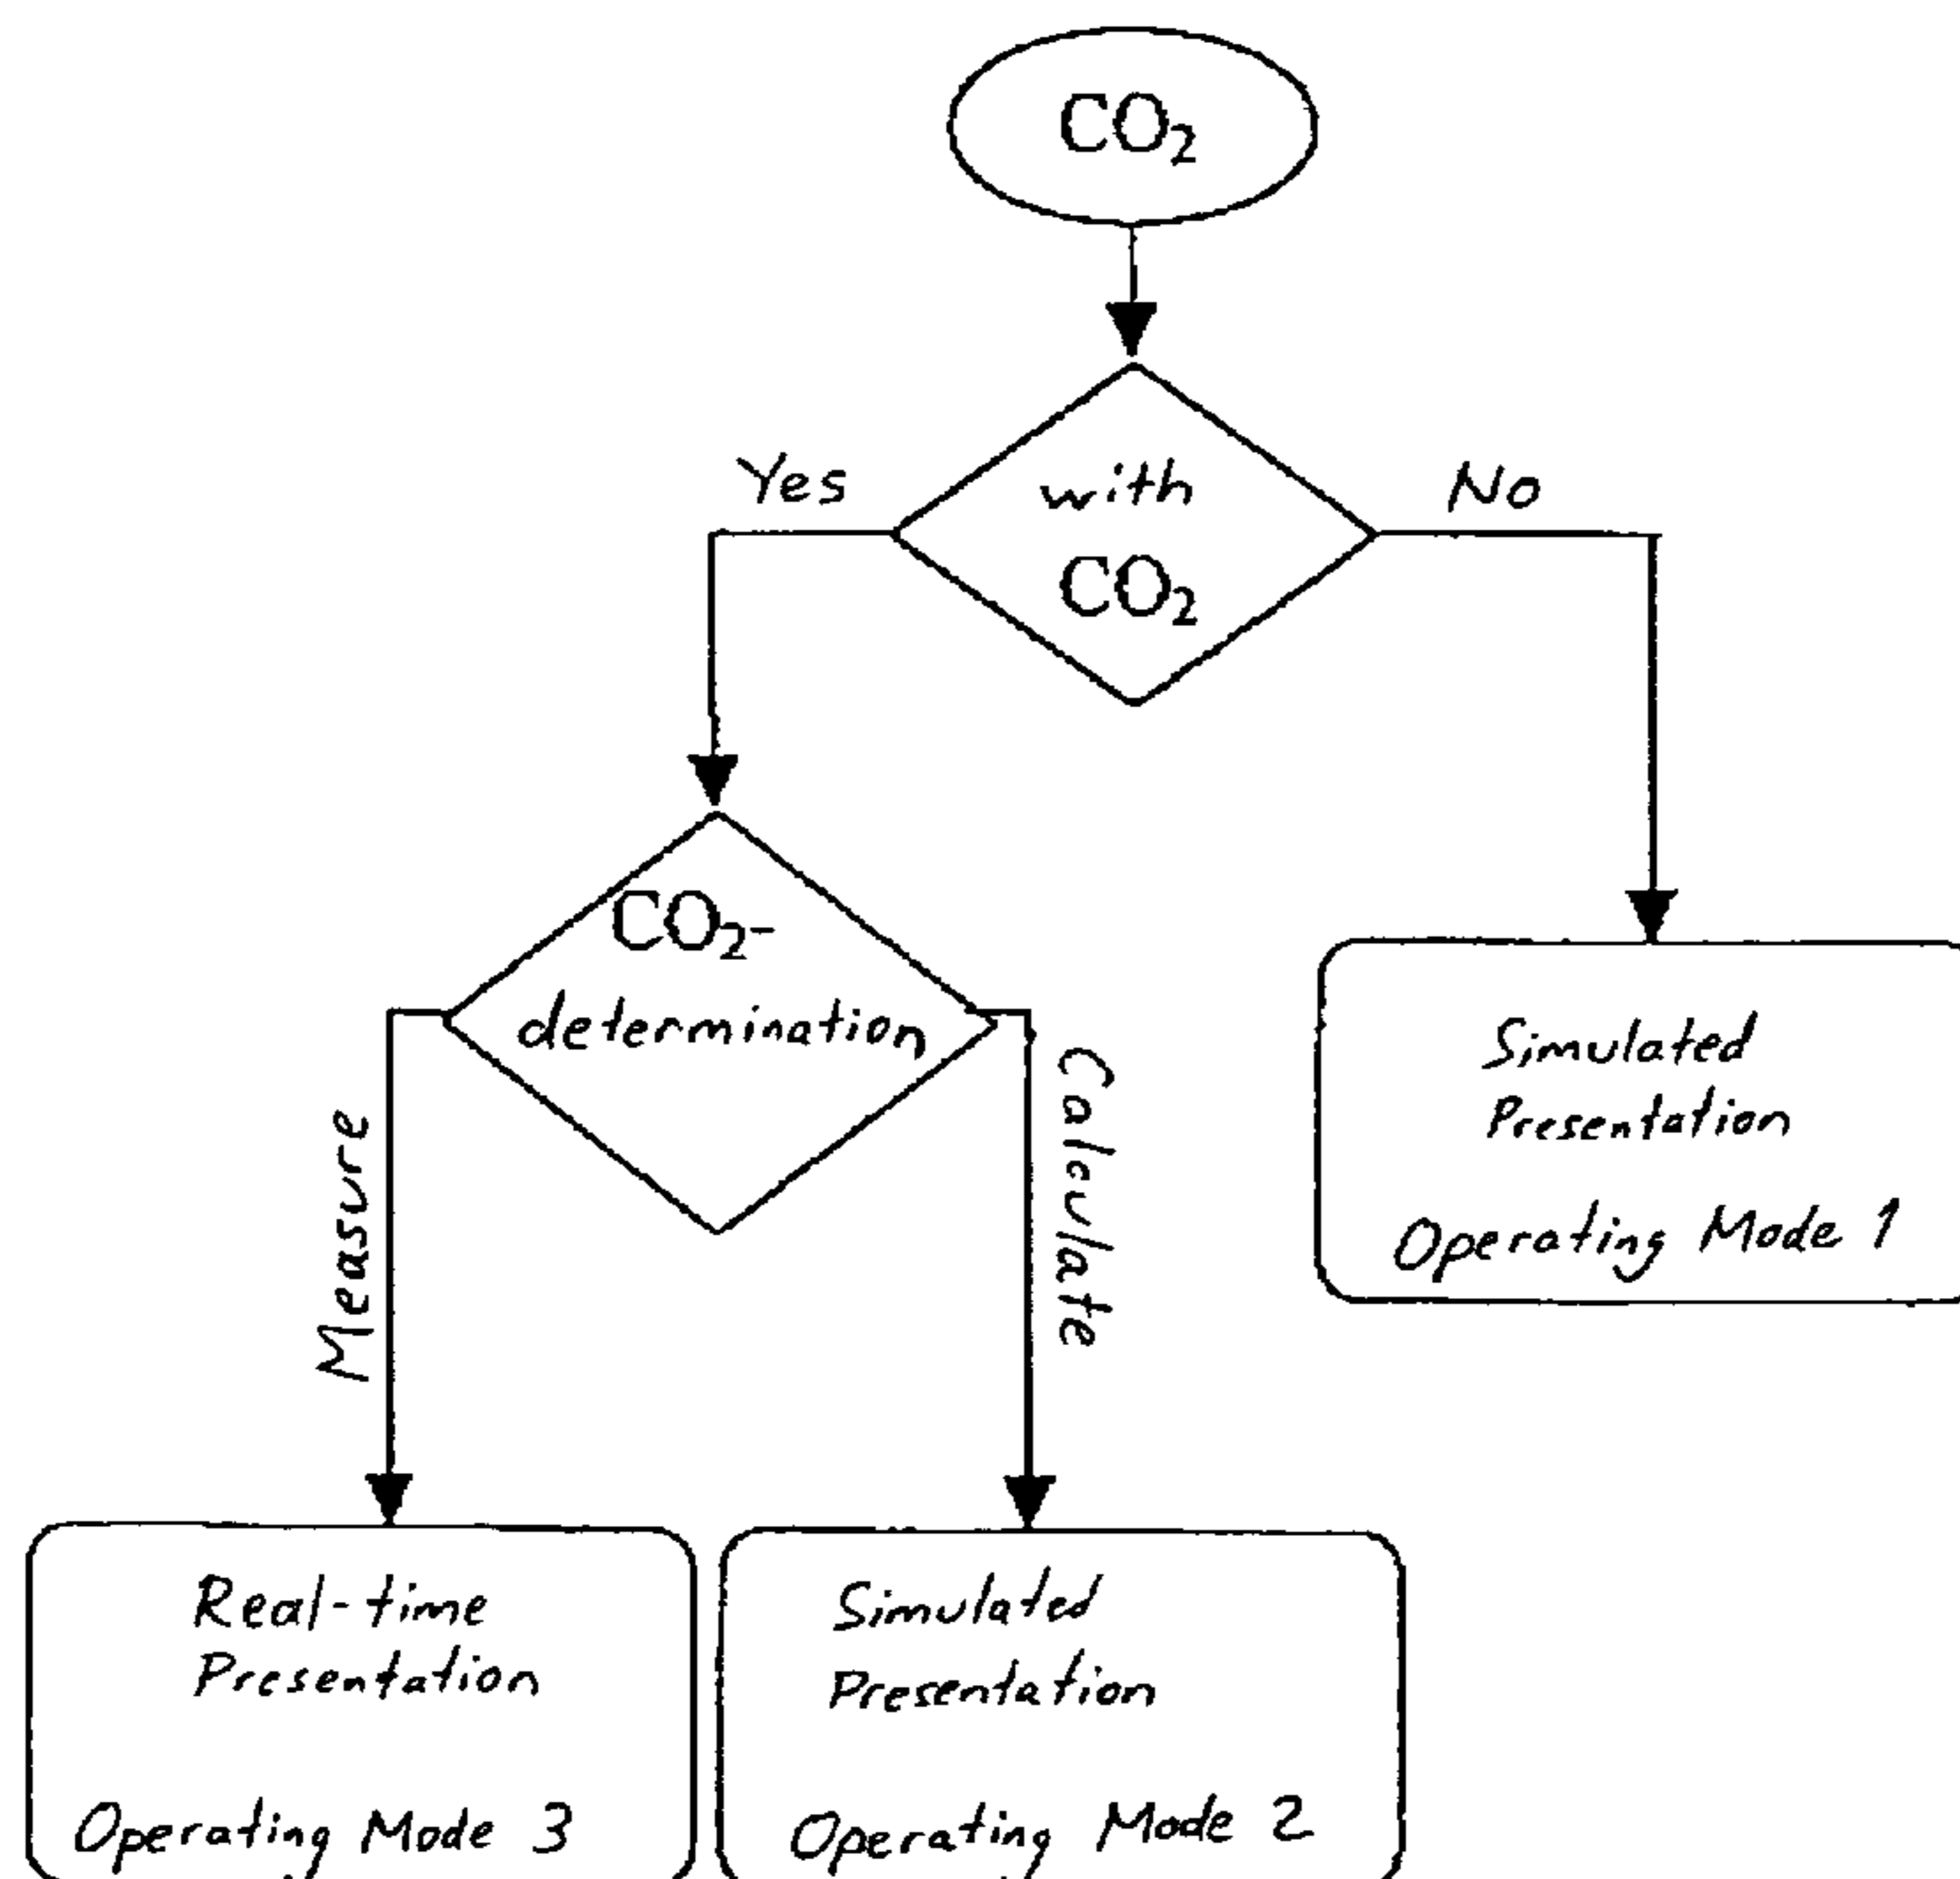 CO₂
Yes
with
CO₂
No
CO₂-
determination
Measure
Calculate
Simulated
Presentation
Operating Mode 1
Real-time
Presentation
Operating Mode 3
Simulated
Presentation
Operating Mode 2